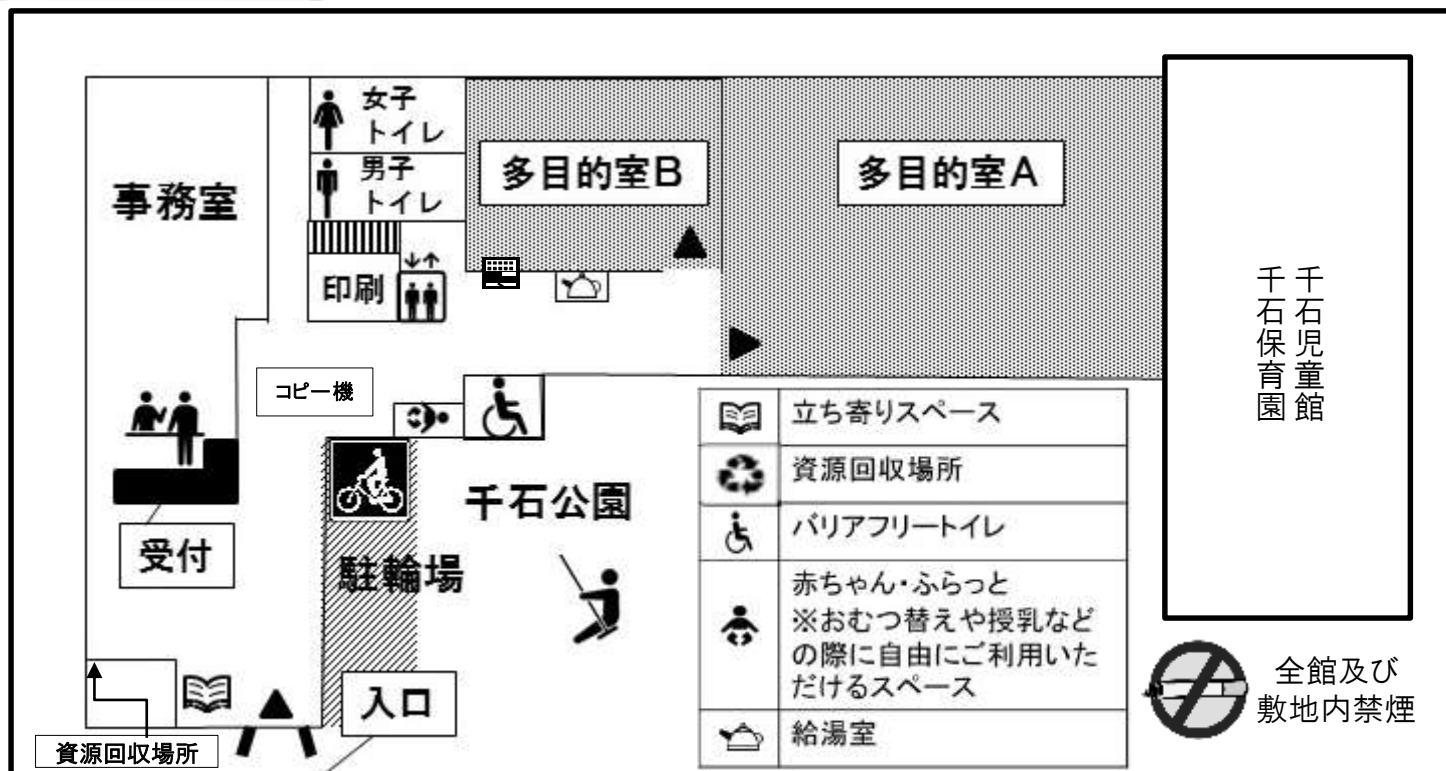 女子
トイレ
男子
トイレ
多目的室B
多目的室A
事務室
印刷
↓↑
コピー機
千石児童館
千石保育園
立ち寄りスペース
資源回収場所
バリアフリートイレ
赤ちゃん・ふらっと
※おむつ替えや授乳など
の際に自由にご利用いた
だけるスペース
給湯室
千石公園
受付
駐輪場
入口
資源回収場所
全館及び
敷地内禁煙